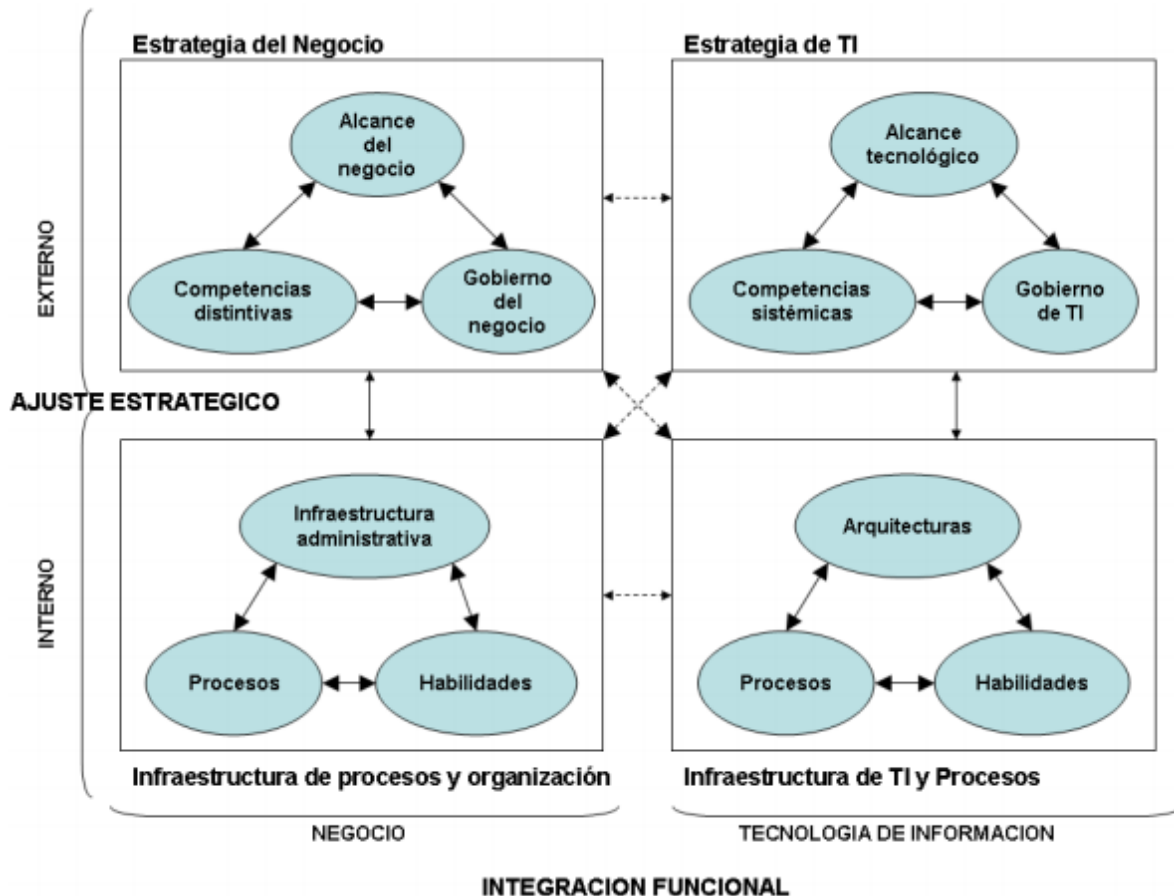 Estrategia del Negocio
Estrategia de TI
Alcance
del
negocio
Alcance
tecnológico
Competencias
distintivas
Gobierno
del
negocio
Competencias
sistémicas
Gobierno
de TI
EXTERNO
AJUSTE ESTRATEGICO
INTERNO
Infraestructura
administrativa
Arquitecturas
Procesos
Habilidades
Procesos
Habilidades
Infraestructura de procesos y organización
Infraestructura de TI y Procesos
NEGOCIO
TECNOLOGIA DE INFORMACION
INTEGRACION FUNCIONAL